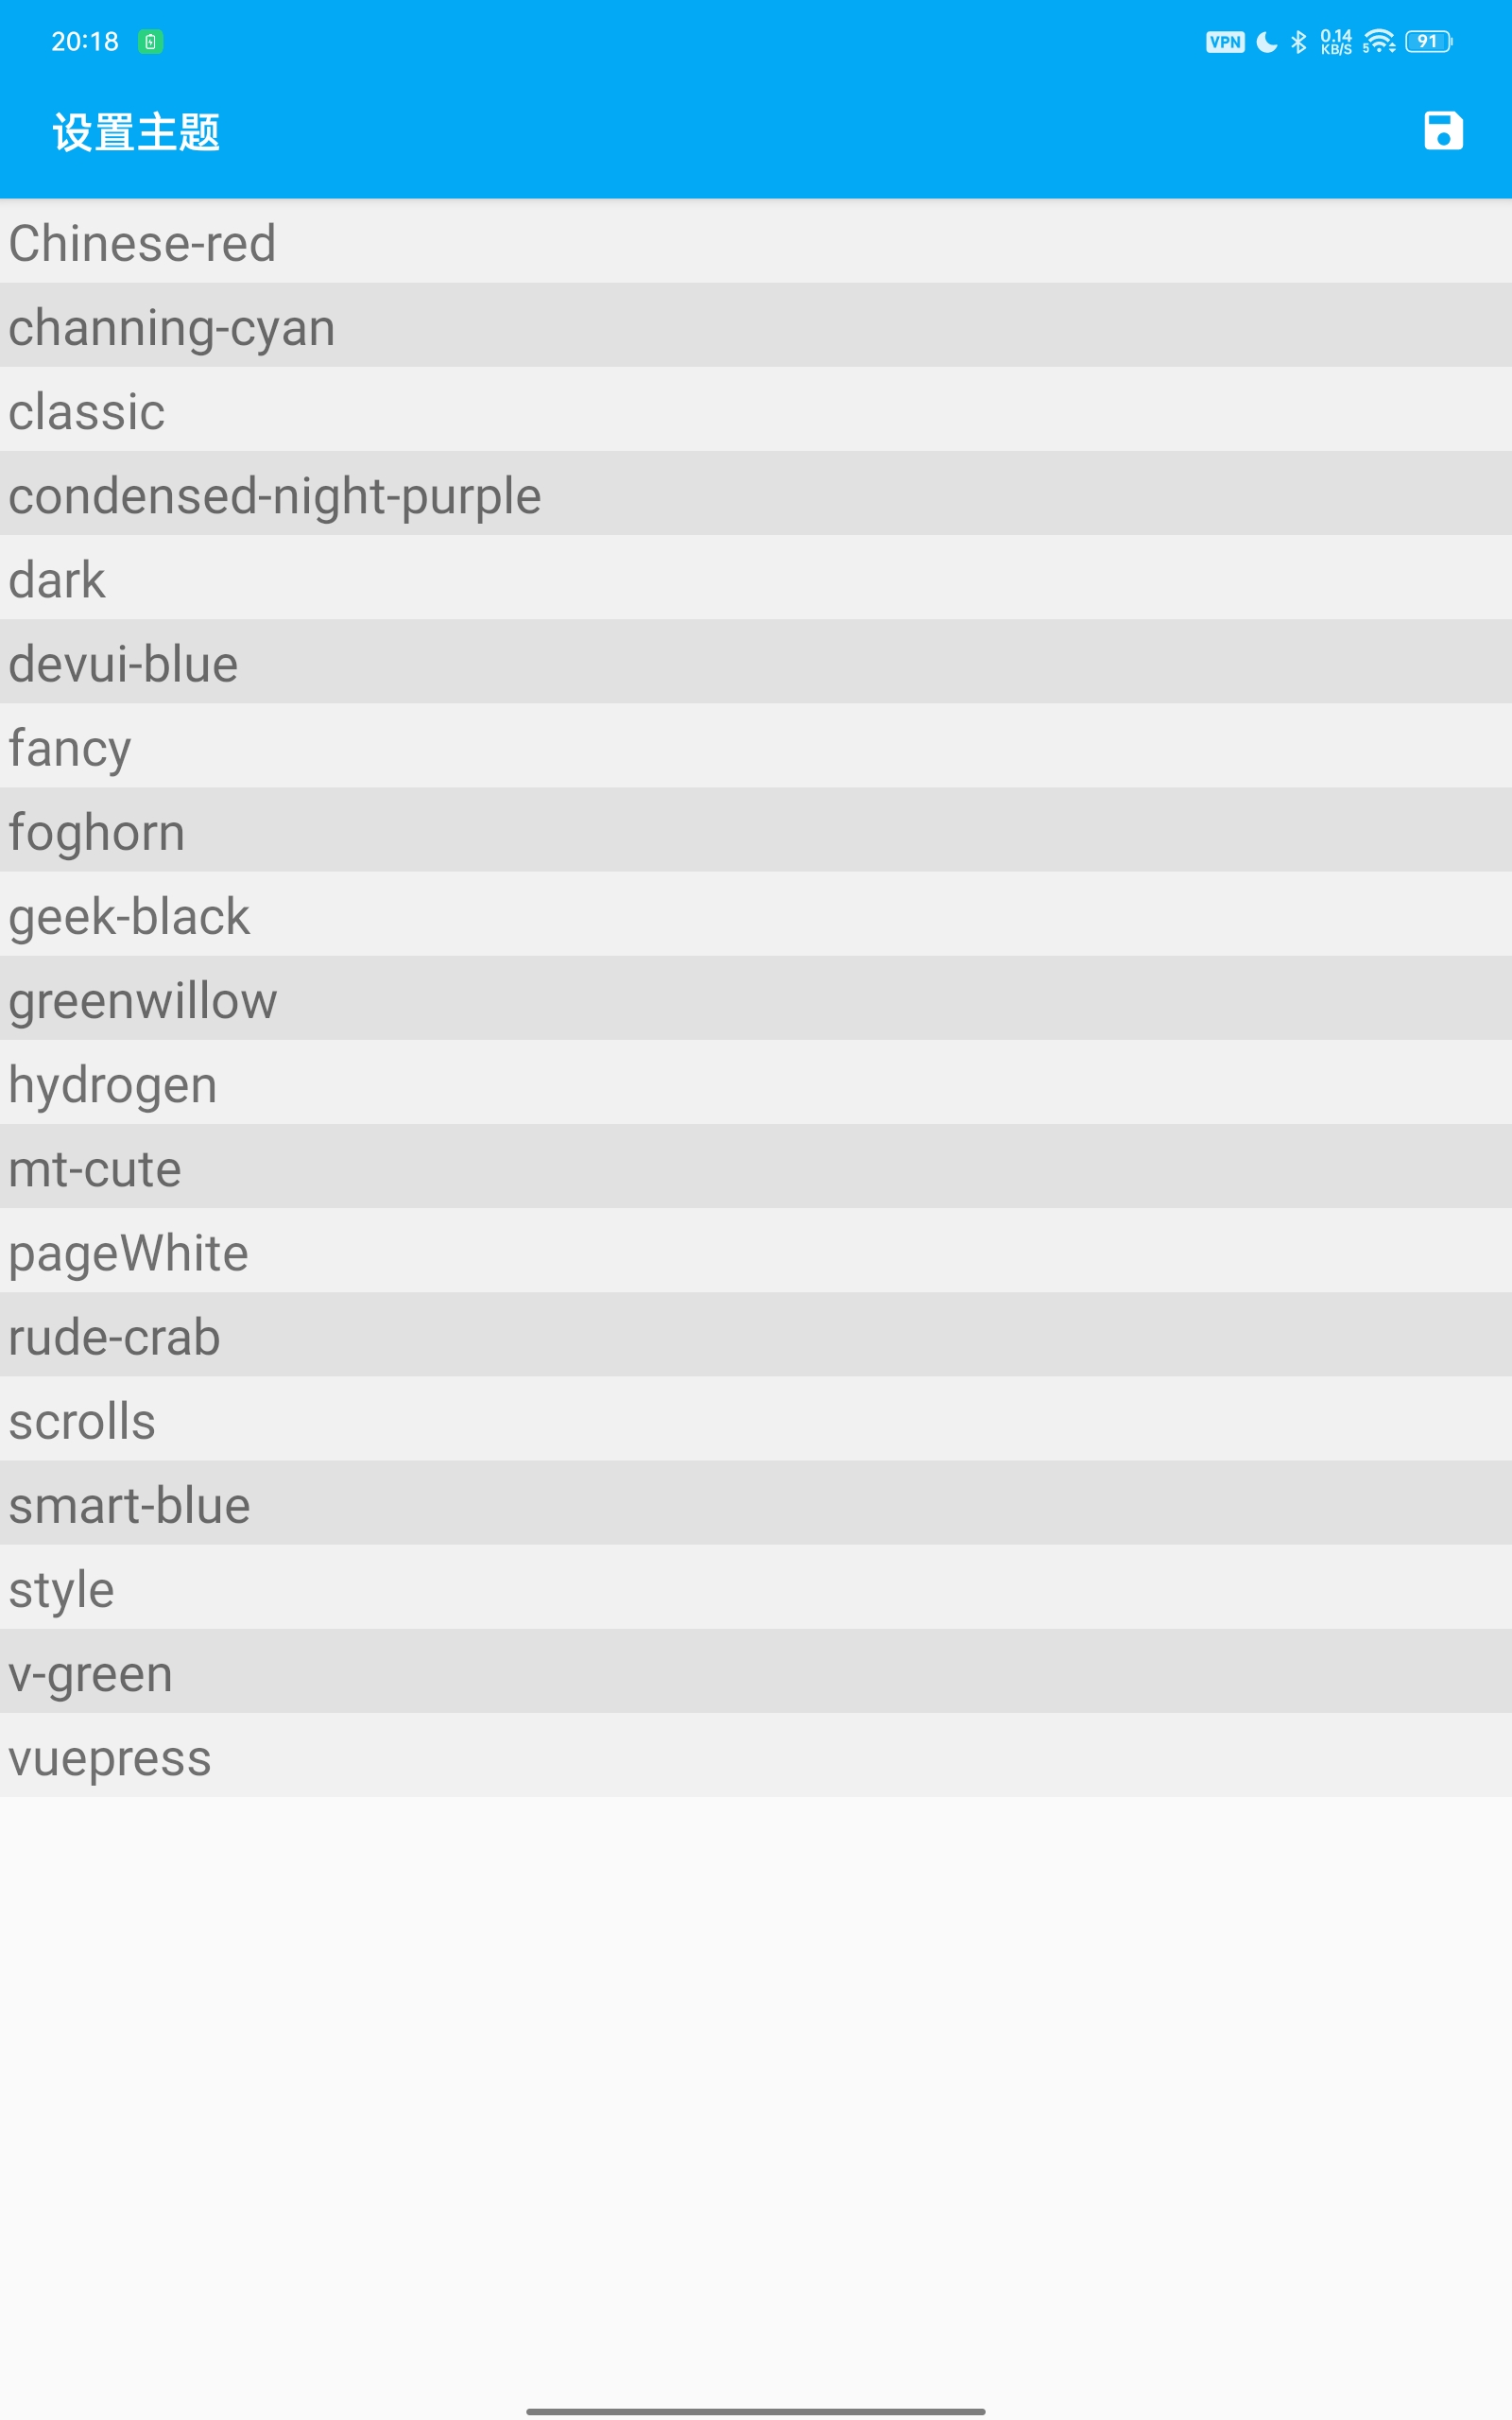 20:18
VPN 0.14 KB/S 5 91
设置主题
Chinese-red
channing-cyan
classic
condensed-night-purple
dark
devui-blue
fancy
foghorn
geek-black
greenwillow
hydrogen
mt-cute
pageWhite
rude-crab
scrolls
smart-blue
style
v-green
vuepress